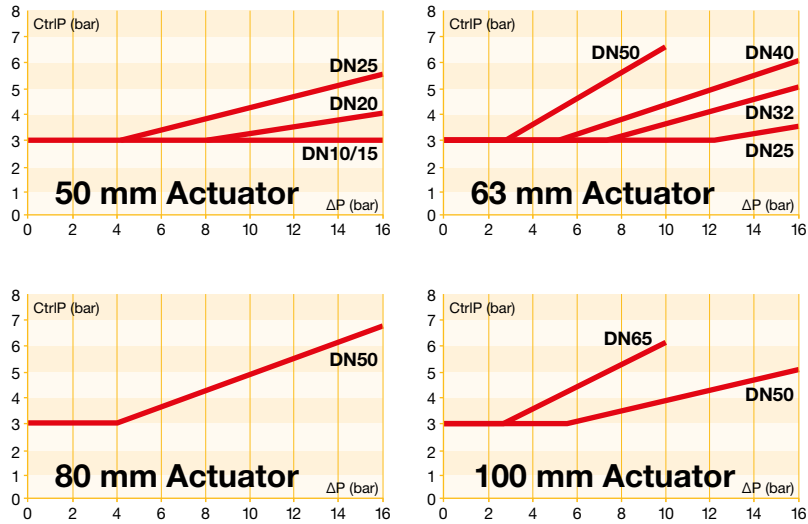 8
CtrlP (bar)
7
6
5
4
3
2
1
0
DN25
DN20
DN10/15
50 mm Actuator
ΔP (bar)
0 2 4 6 8 10 12 14 16
8
CtrlP (bar)
7
6
5
4
3
2
1
0
DN50
DN40
DN32
DN25
63 mm Actuator
ΔP (bar)
0 2 4 6 8 10 12 14 16
8
CtrlP (bar)
7
6
5
4
3
2
1
0
DN50
80 mm Actuator
ΔP (bar)
0 2 4 6 8 10 12 14 16
8
CtrlP (bar)
7
6
5
4
3
2
1
0
DN65
DN50
100 mm Actuator
ΔP (bar)
0 2 4 6 8 10 12 14 16